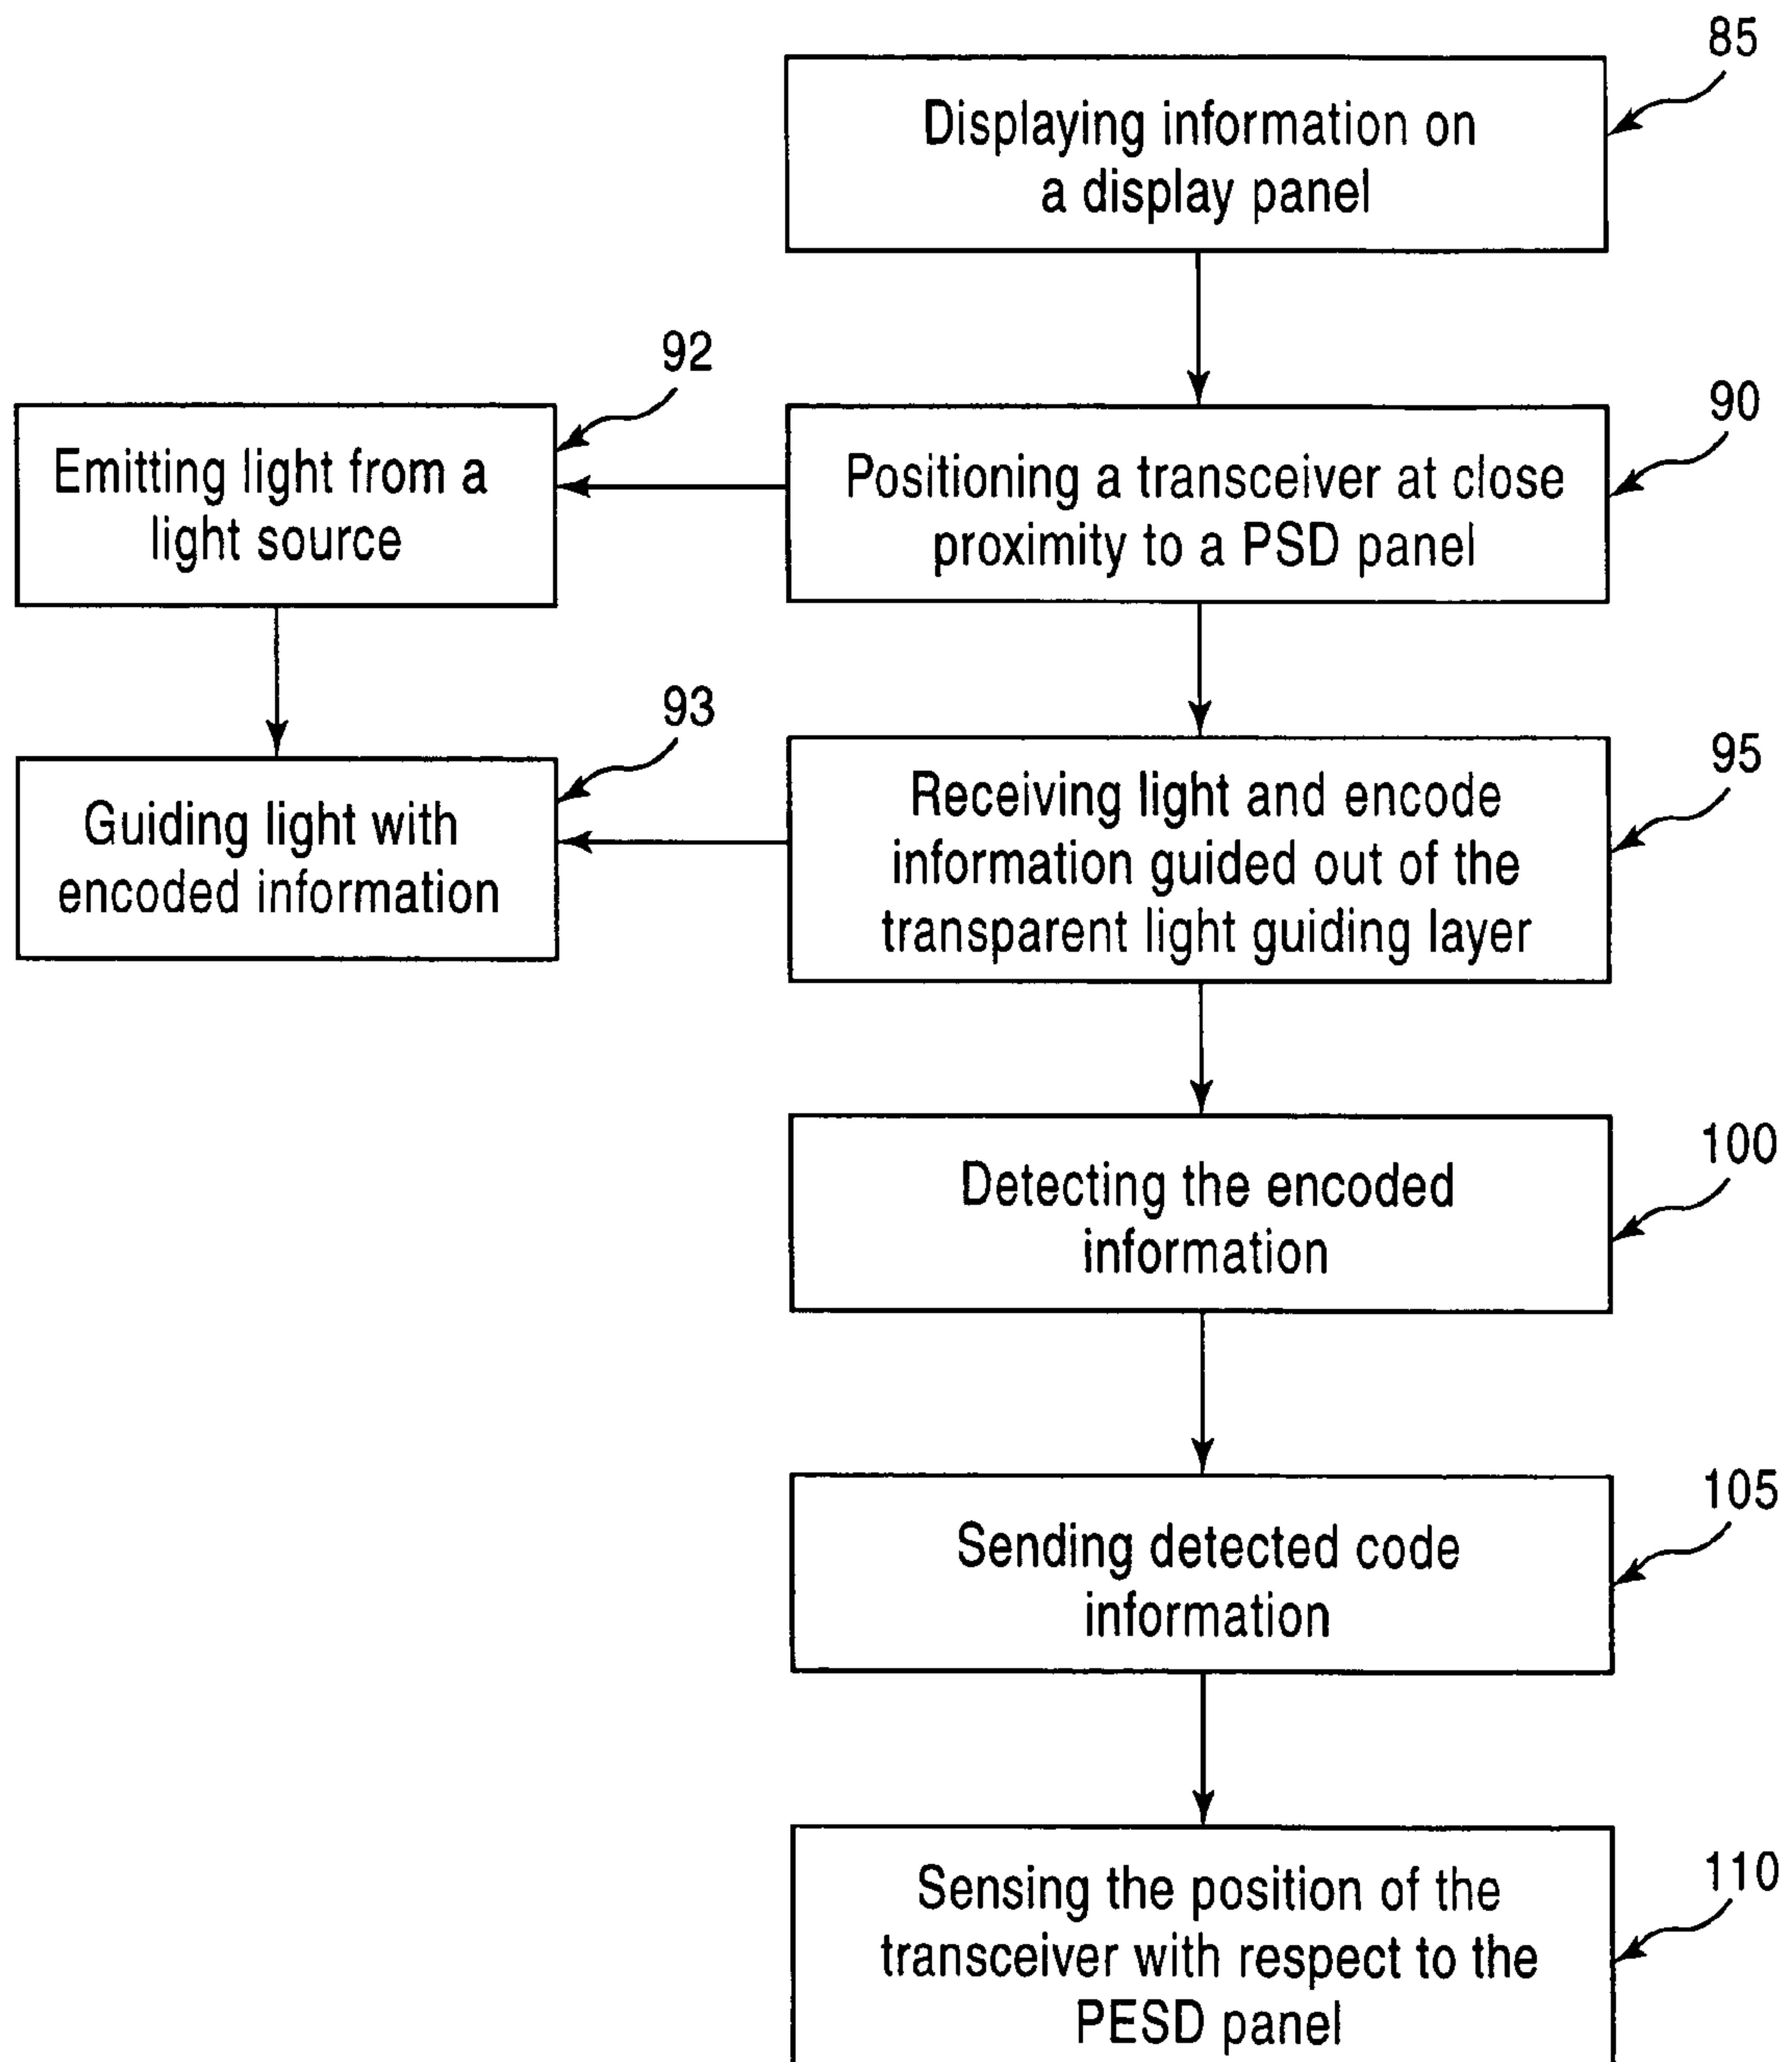 85
Displaying information on
a display panel
92
90
Emitting light from a
light source
Positioning a transceiver at close
proximity to a PSD panel
93
95
Guiding light with
encoded information
Receiving light and encode
information guided out of the
transparent light guiding layer
100
Detecting the encoded
information
105
Sending detected code
information
110
Sensing the position of the
transceiver with respect to the
PESD panel